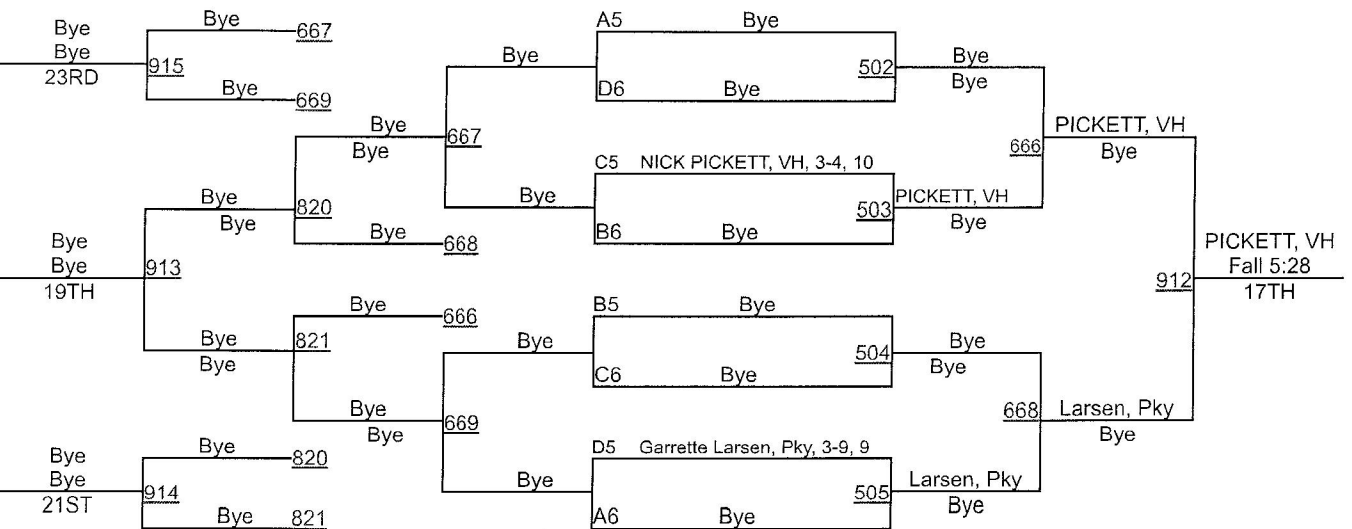 Bye
Bye
23RD
915
Bye
667
Bye
669
Bye
Bye
19TH
913
Bye
Bye
820
Bye
Bye
667
Bye
668
Bye
Bye
821
Bye
666
Bye
Bye
669
Bye
Bye
21ST
914
Bye
820
Bye
821
Bye
Bye
Bye
Bye
A5 Bye
502
D6 Bye
C5 NICK PICKETT, VH, 3-4, 10
503
B6 Bye
B5 Bye
504
C6 Bye
D5 Garrette Larsen, Pky, 3-9, 9
505
A6 Bye
Bye
Bye
666
PICKETT, VH
Bye
Bye
Bye
668
Larsen, Pky
Bye
PICKETT, VH
Bye
912
Larsen, Pky
Bye
PICKETT, VH
Fall 5:28
17TH